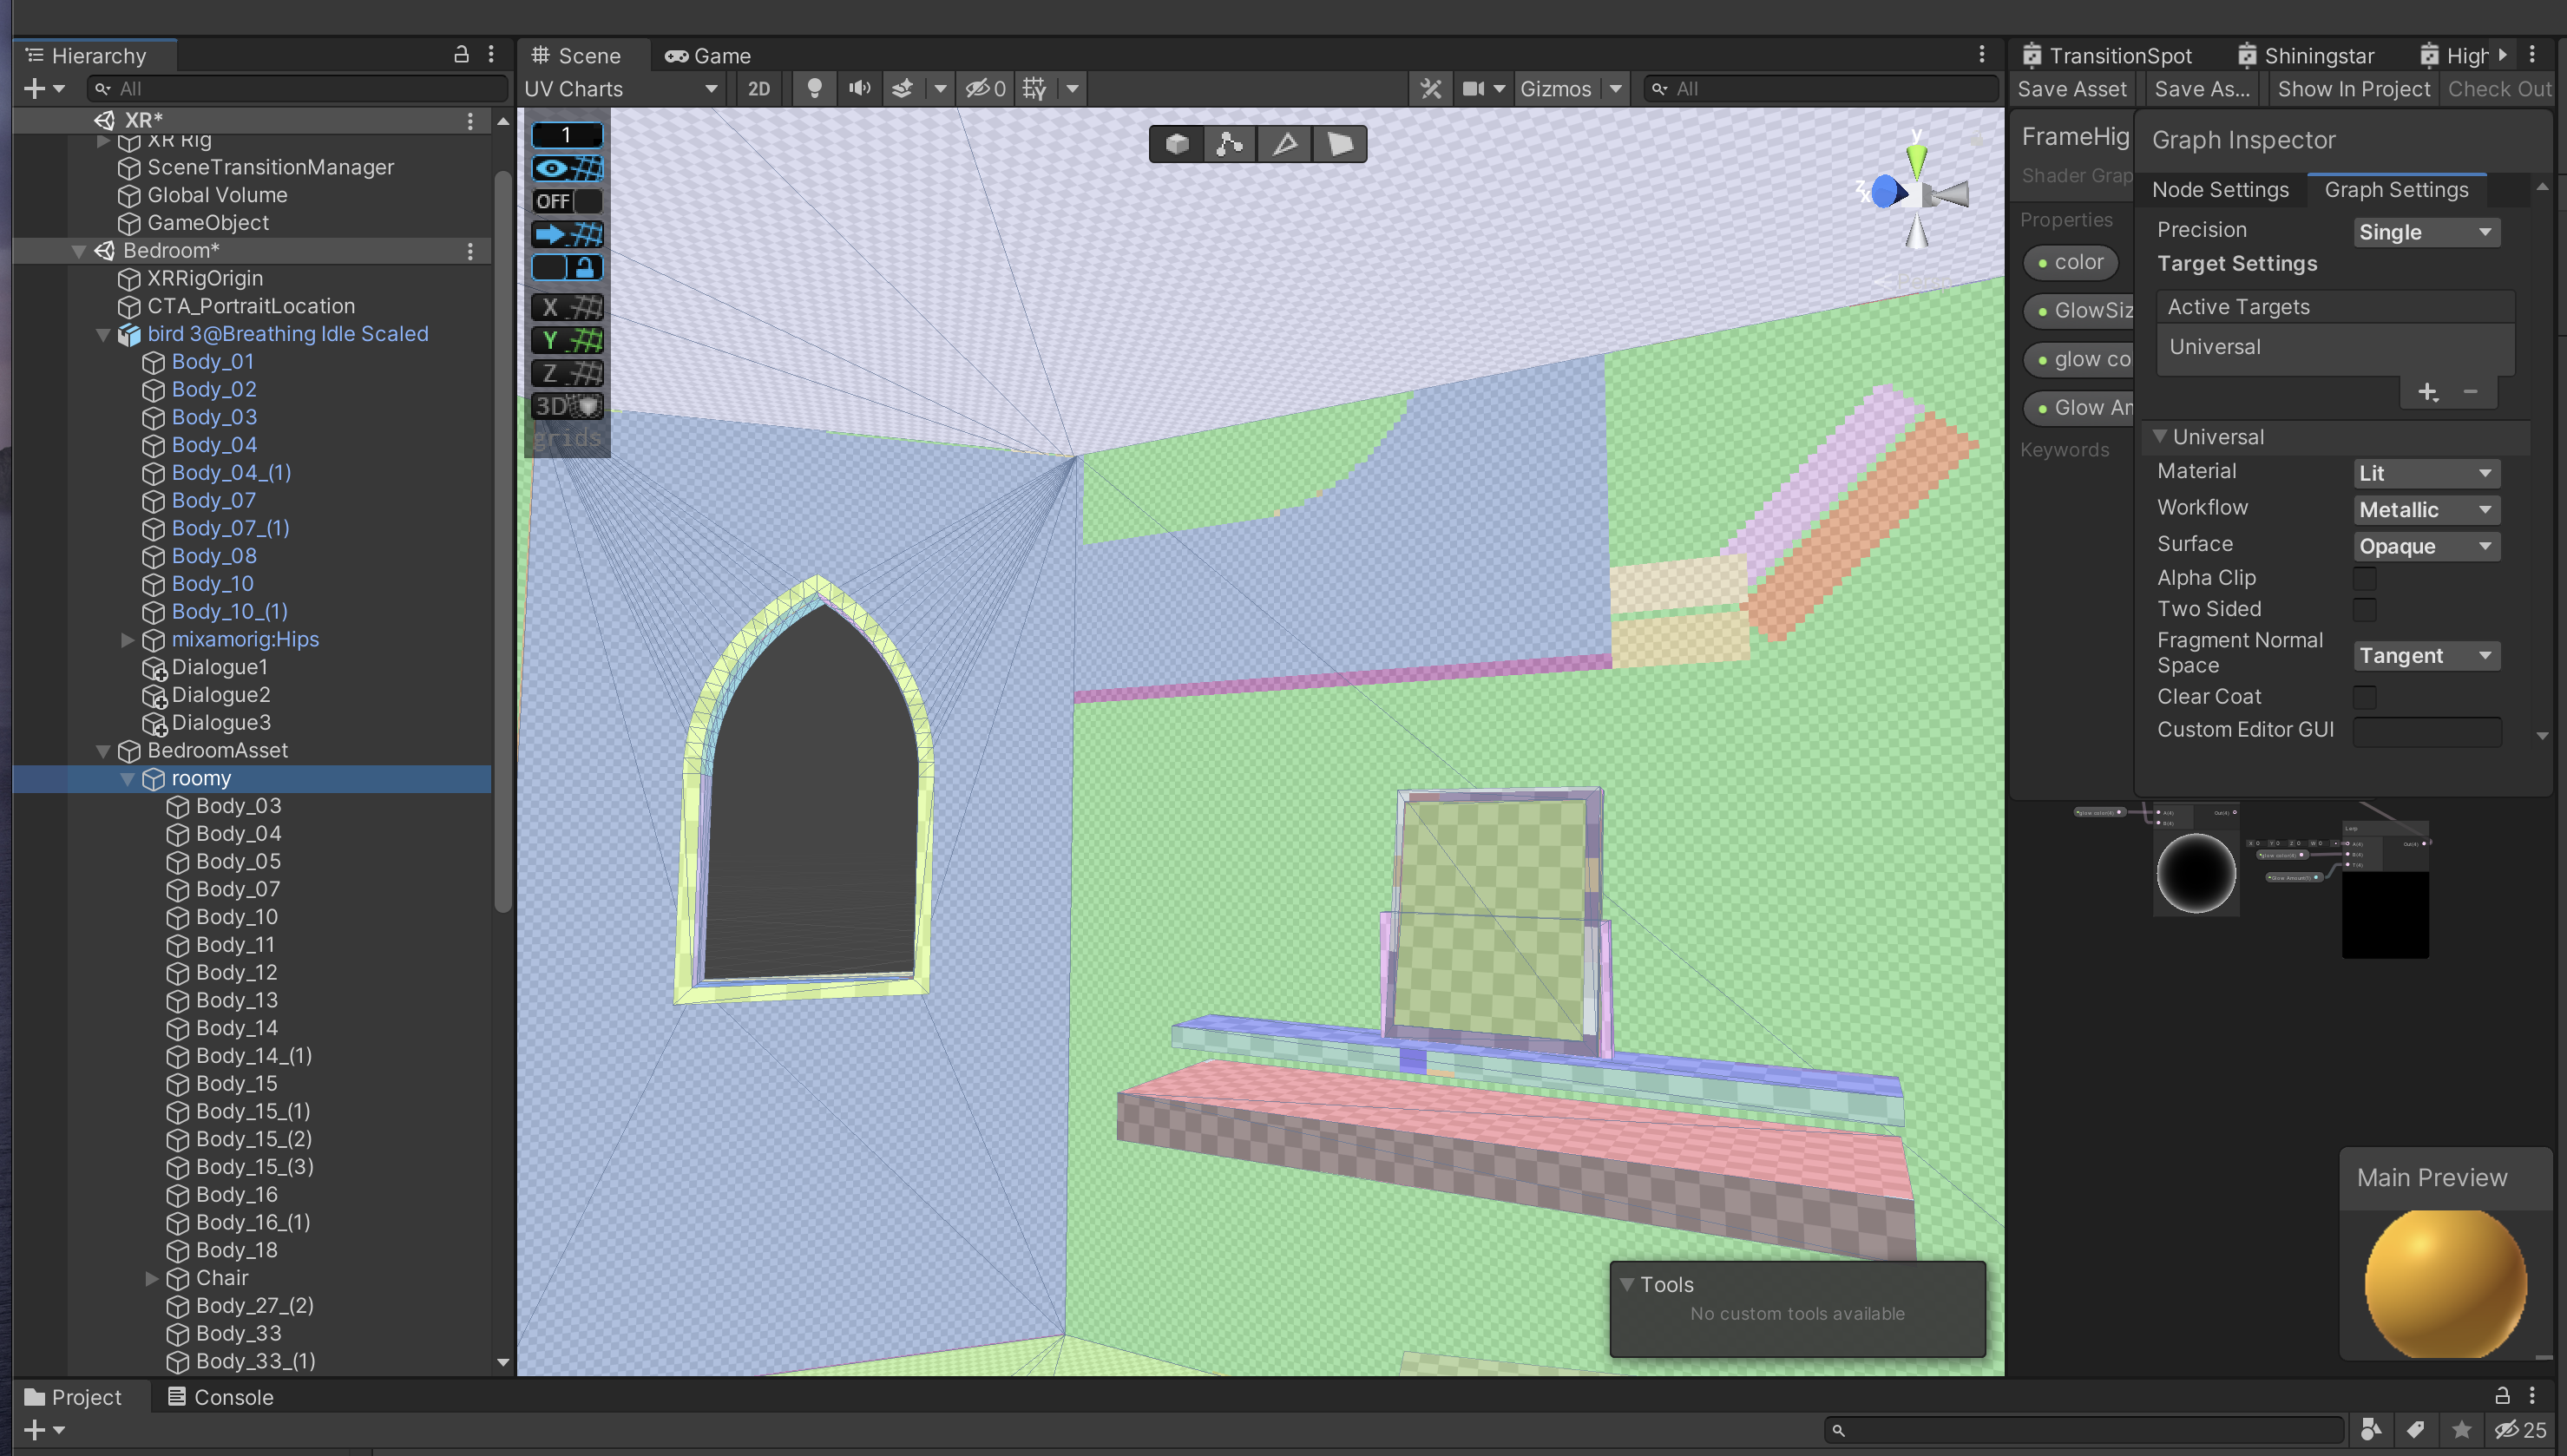 Hierarchy
All
XR*
XR Rig
SceneTransitionManager
Global Volume
GameObject
Bedroom*
XRRigOrigin
CTA_PortraitLocation
bird 3@Breathing Idle Scaled
Body_01
Body_02
Body_03
Body_04
Body_04_(1)
Body_07
Body_07_(1)
Body_08
Body_10
Body_10_(1)
mixamorig:Hips
Dialogue1
Dialogue2
Dialogue3
BedroomAsset
roomy
Body_03
Body_04
Body_05
Body_07
Body_10
Body_11
Body_12
Body_13
Body_14
Body_14_(1)
Body_15
Body_15_(1)
Body_15_(2)
Body_15_(3)
Body_16
Body_16_(1)
Body_18
Chair
Body_27_(2)
Body_33
Body_33_(1)
Scene Game
UV Charts 2D 0 Gizmos All
1
OFF
X
Y
Z
3D
grids
y
z
x
Tools
No custom tools available
TransitionSpot Shiningstar High
Save Asset Save As... Show In Project Check Out
FrameHig
Shader Grap
Properties
color
GlowSiz
glow co
Glow An
Keywords
Graph Inspector
Node Settings Graph Settings
Precision Single
Target Settings
Active Targets
Universal
Universal
Material Lit
Workflow Metallic
Surface Opaque
Alpha Clip
Two Sided
Fragment Normal
Space Tangent
Clear Coat
Custom Editor GUI
Main Preview
Project Console
25